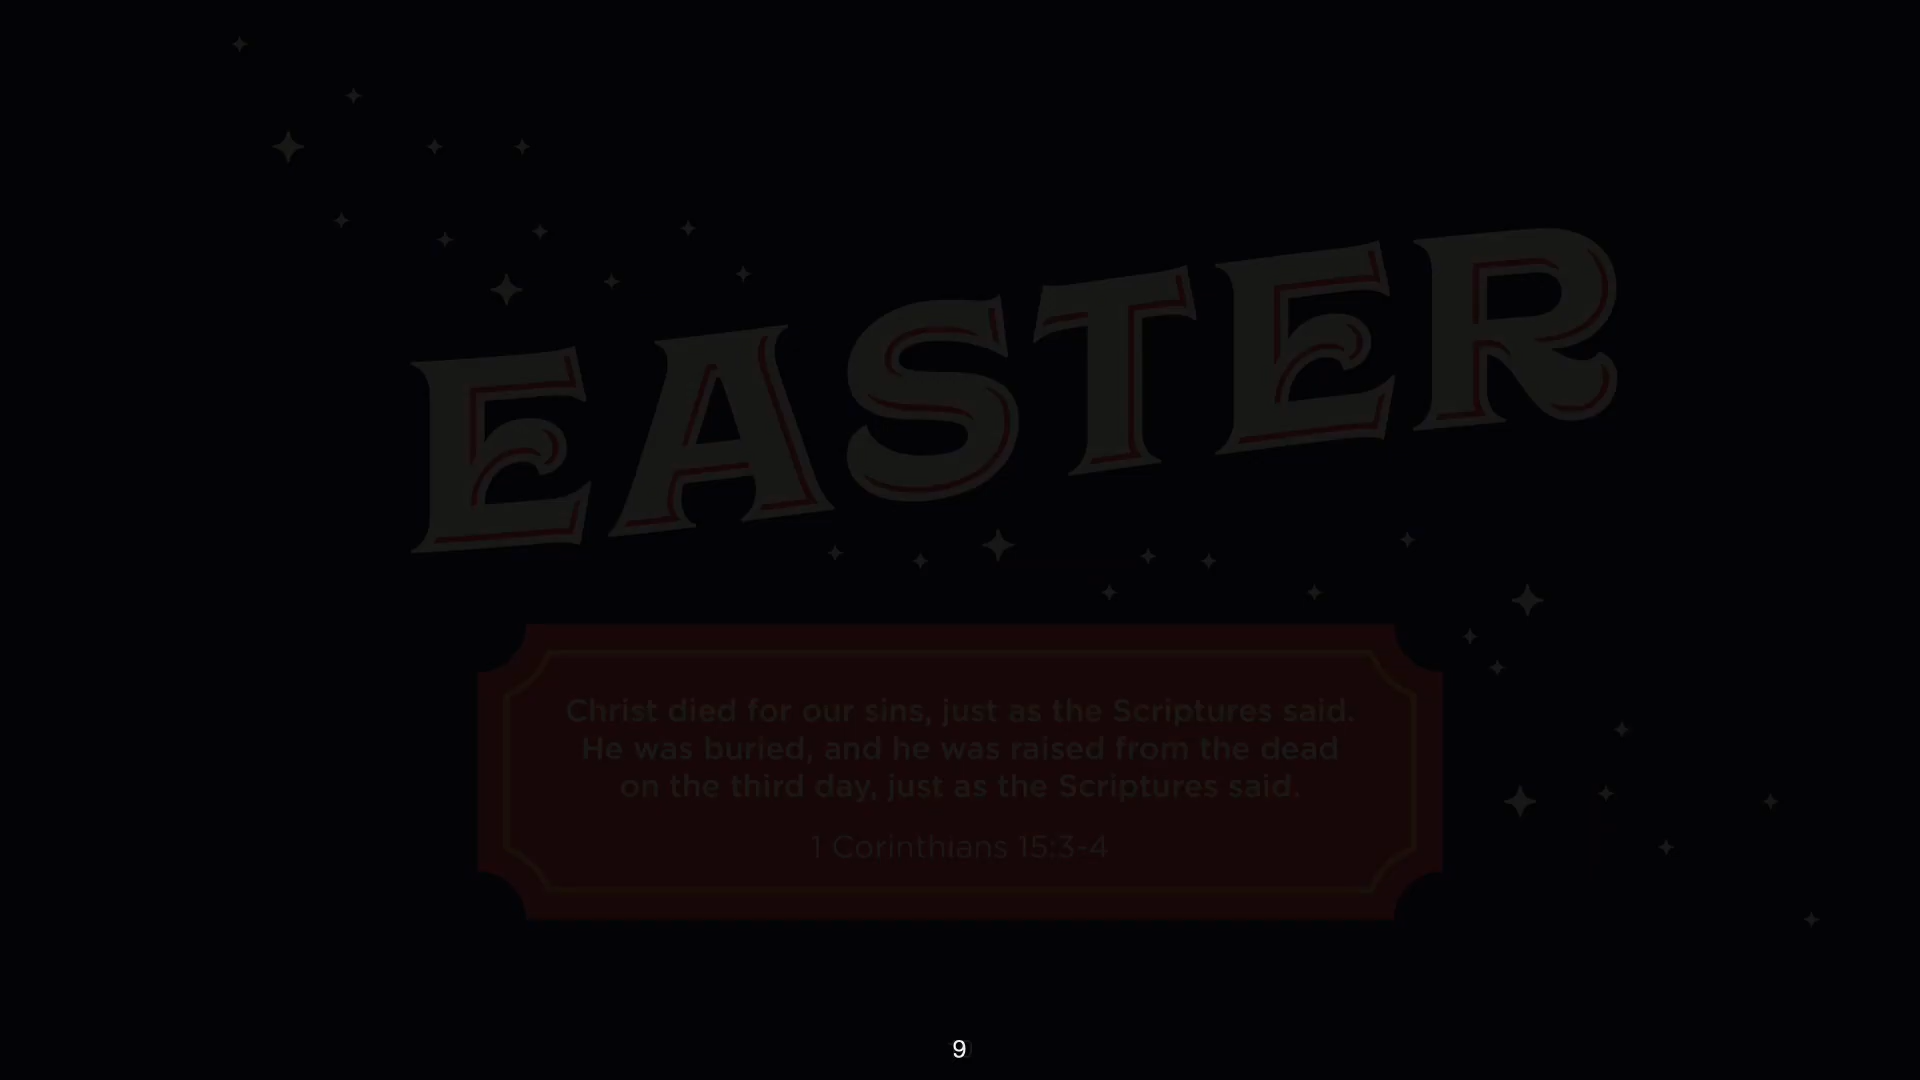 EASTER
Christ died for our sins, just as the Scriptures said.
He was buried, and he was raised from the dead
on the third day, just as the Scriptures said.
1 Corinthians 15:3-4
9